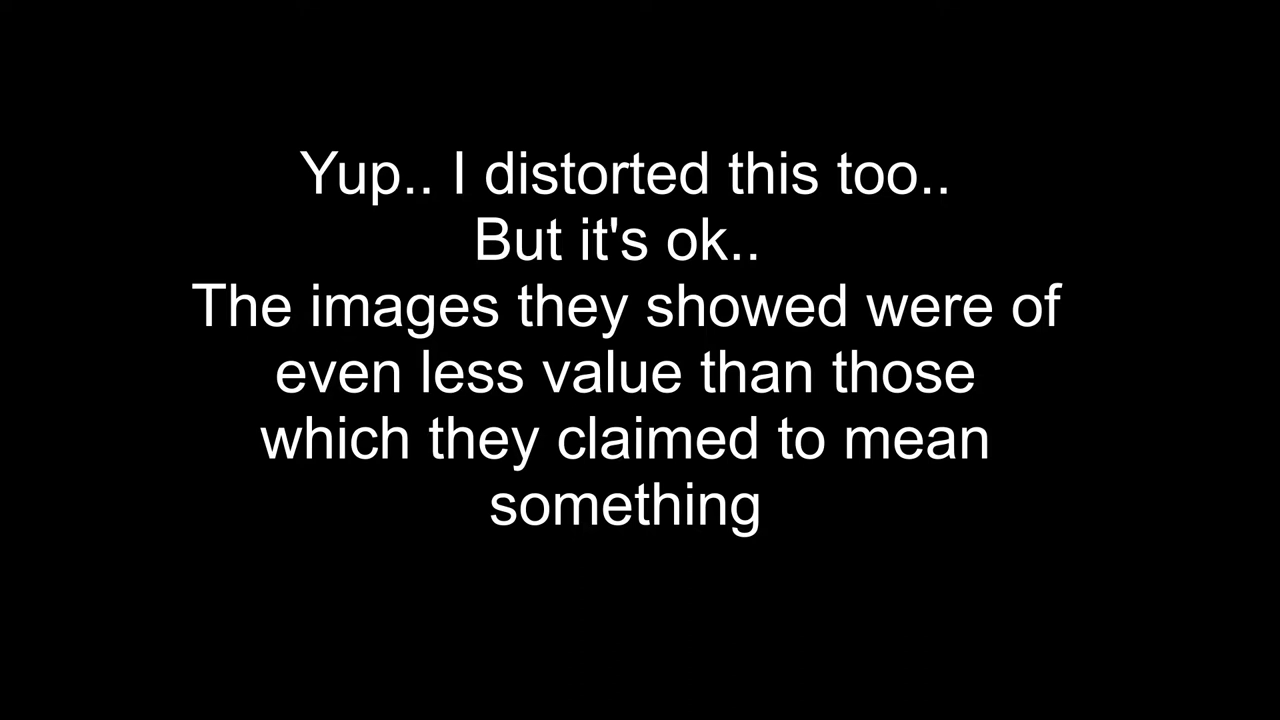 Yup.. I distorted this too..
But it's ok..
The images they showed were of
even less value than those
which they claimed to mean
something